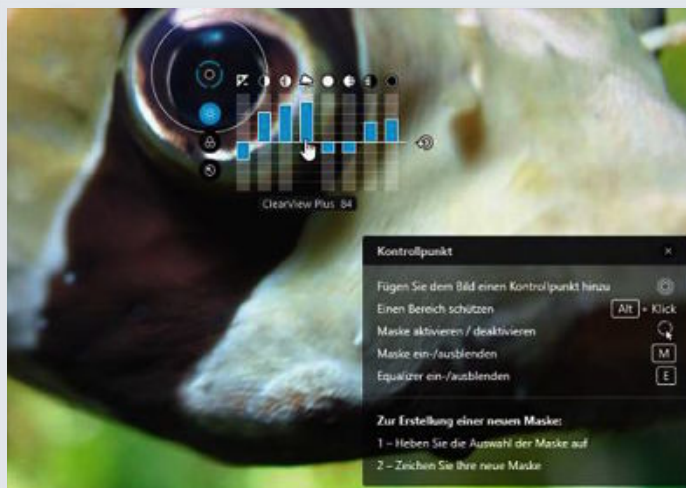 ClearView Plus 84
Kontrollpunkt
Fügen Sie dem Bild einen Kontrollpunkt hinzu
Einen Bereich schützen Alt + Klick
Maske aktivieren / deaktivieren
Maske ein-/ausblenden M
Equalizer ein-/ausblenden E
Zur Erstellung einer neuen Maske:
1 – Heben Sie die Auswahl der Maske auf
2 – Zeichen Sie Ihre neue Maske